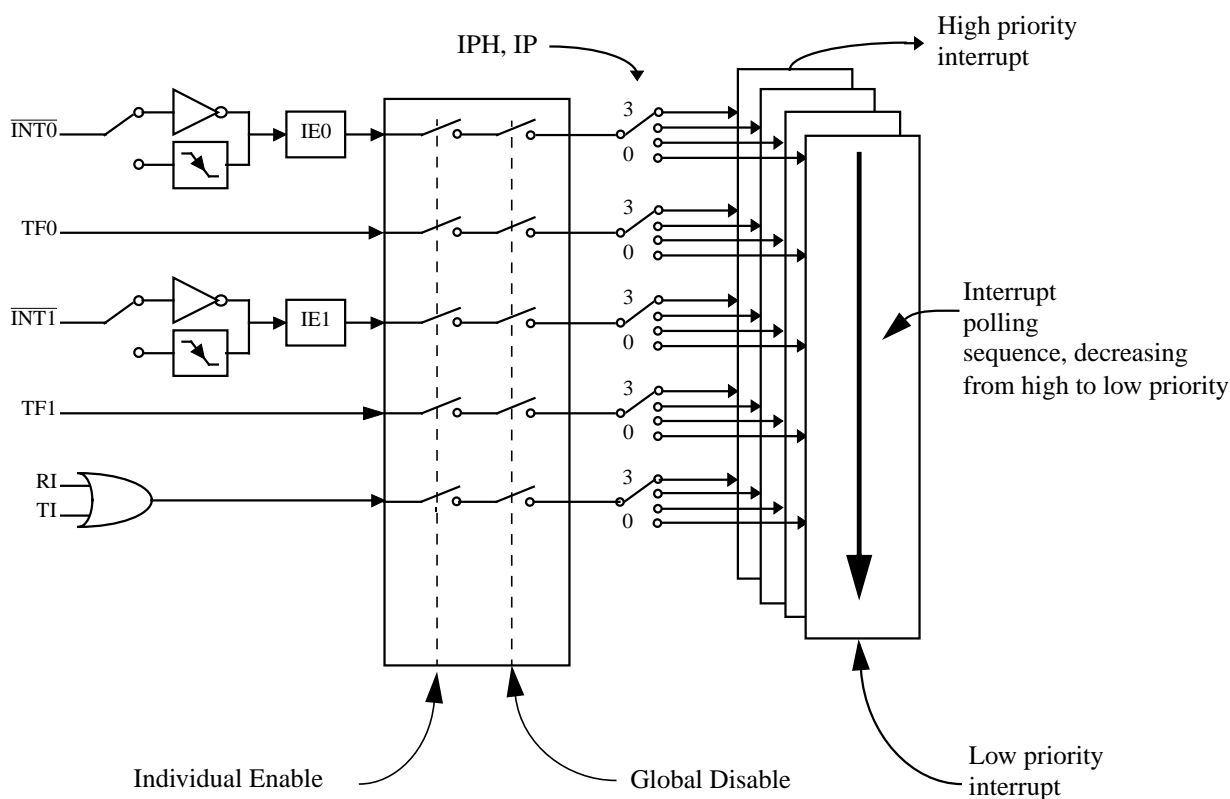 High priority
interrupt
IPH, IP
INT0
IE0
3
0
TF0
3
0
INT1
IE1
3
0
Interrupt
polling
sequence, decreasing
from high to low priority
TF1
3
0
RI
TI
3
0
Individual Enable
Global Disable
Low priority
interrupt